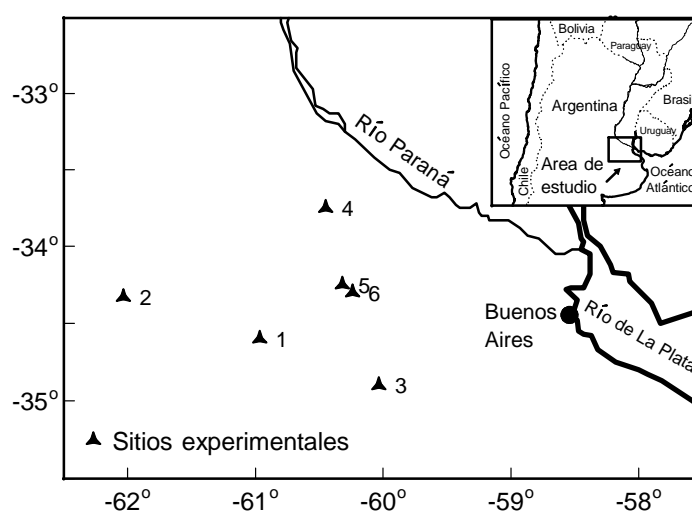 Bolivia
Paraguay
Océano Pacífico
Argentina
Brasi
Uruguay
Chile
Area de
estudio
Océano
Atlántico
-33°
Río Paraná
4
-34°
2
5
6
Buenos
Aires
Río de La Plata
1
3
-35°
Sitios experimentales
-62°
-61°
-60°
-59°
-58°